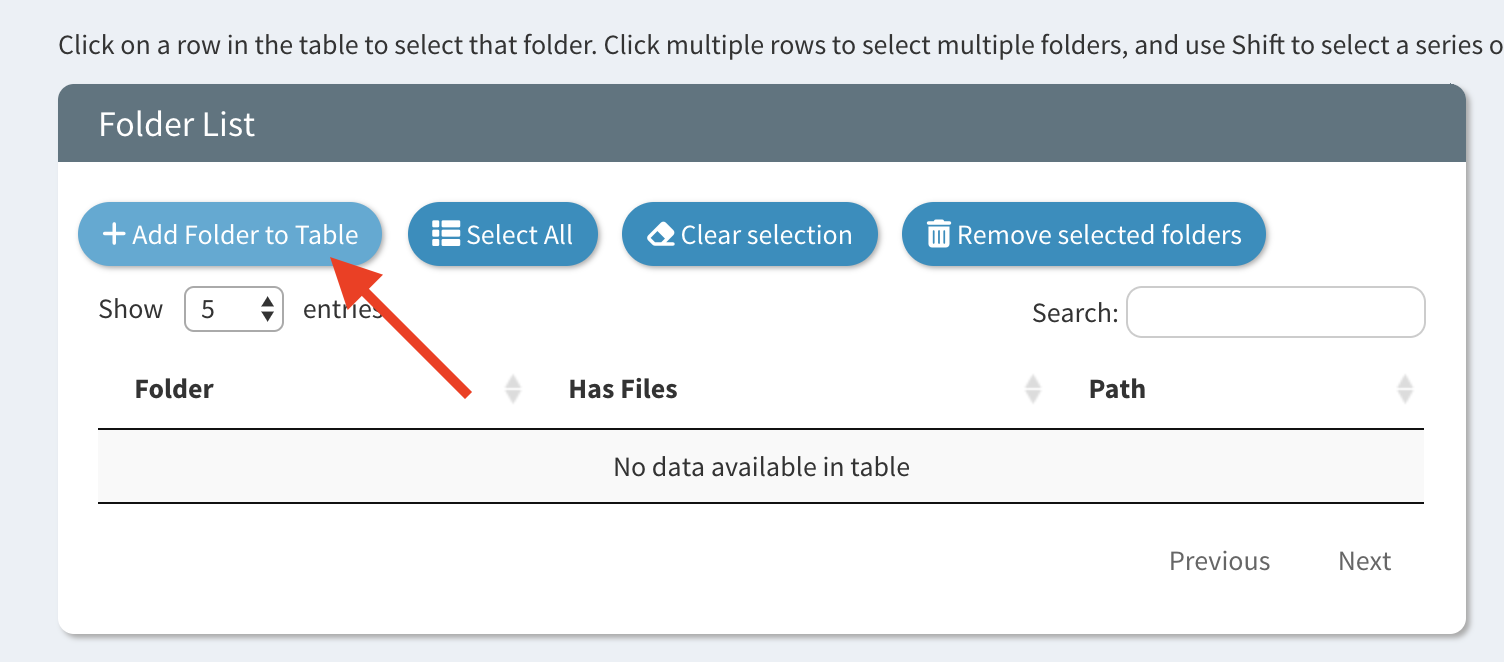 Click on a row in the table to select that folder. Click multiple rows to select multiple folders, and use Shift to select a series o
Folder List
Add Folder to Table Select All Clear selection Remove selected folders
Show 5 entries Search:
Folder Has Files Path
No data available in table
Previous Next